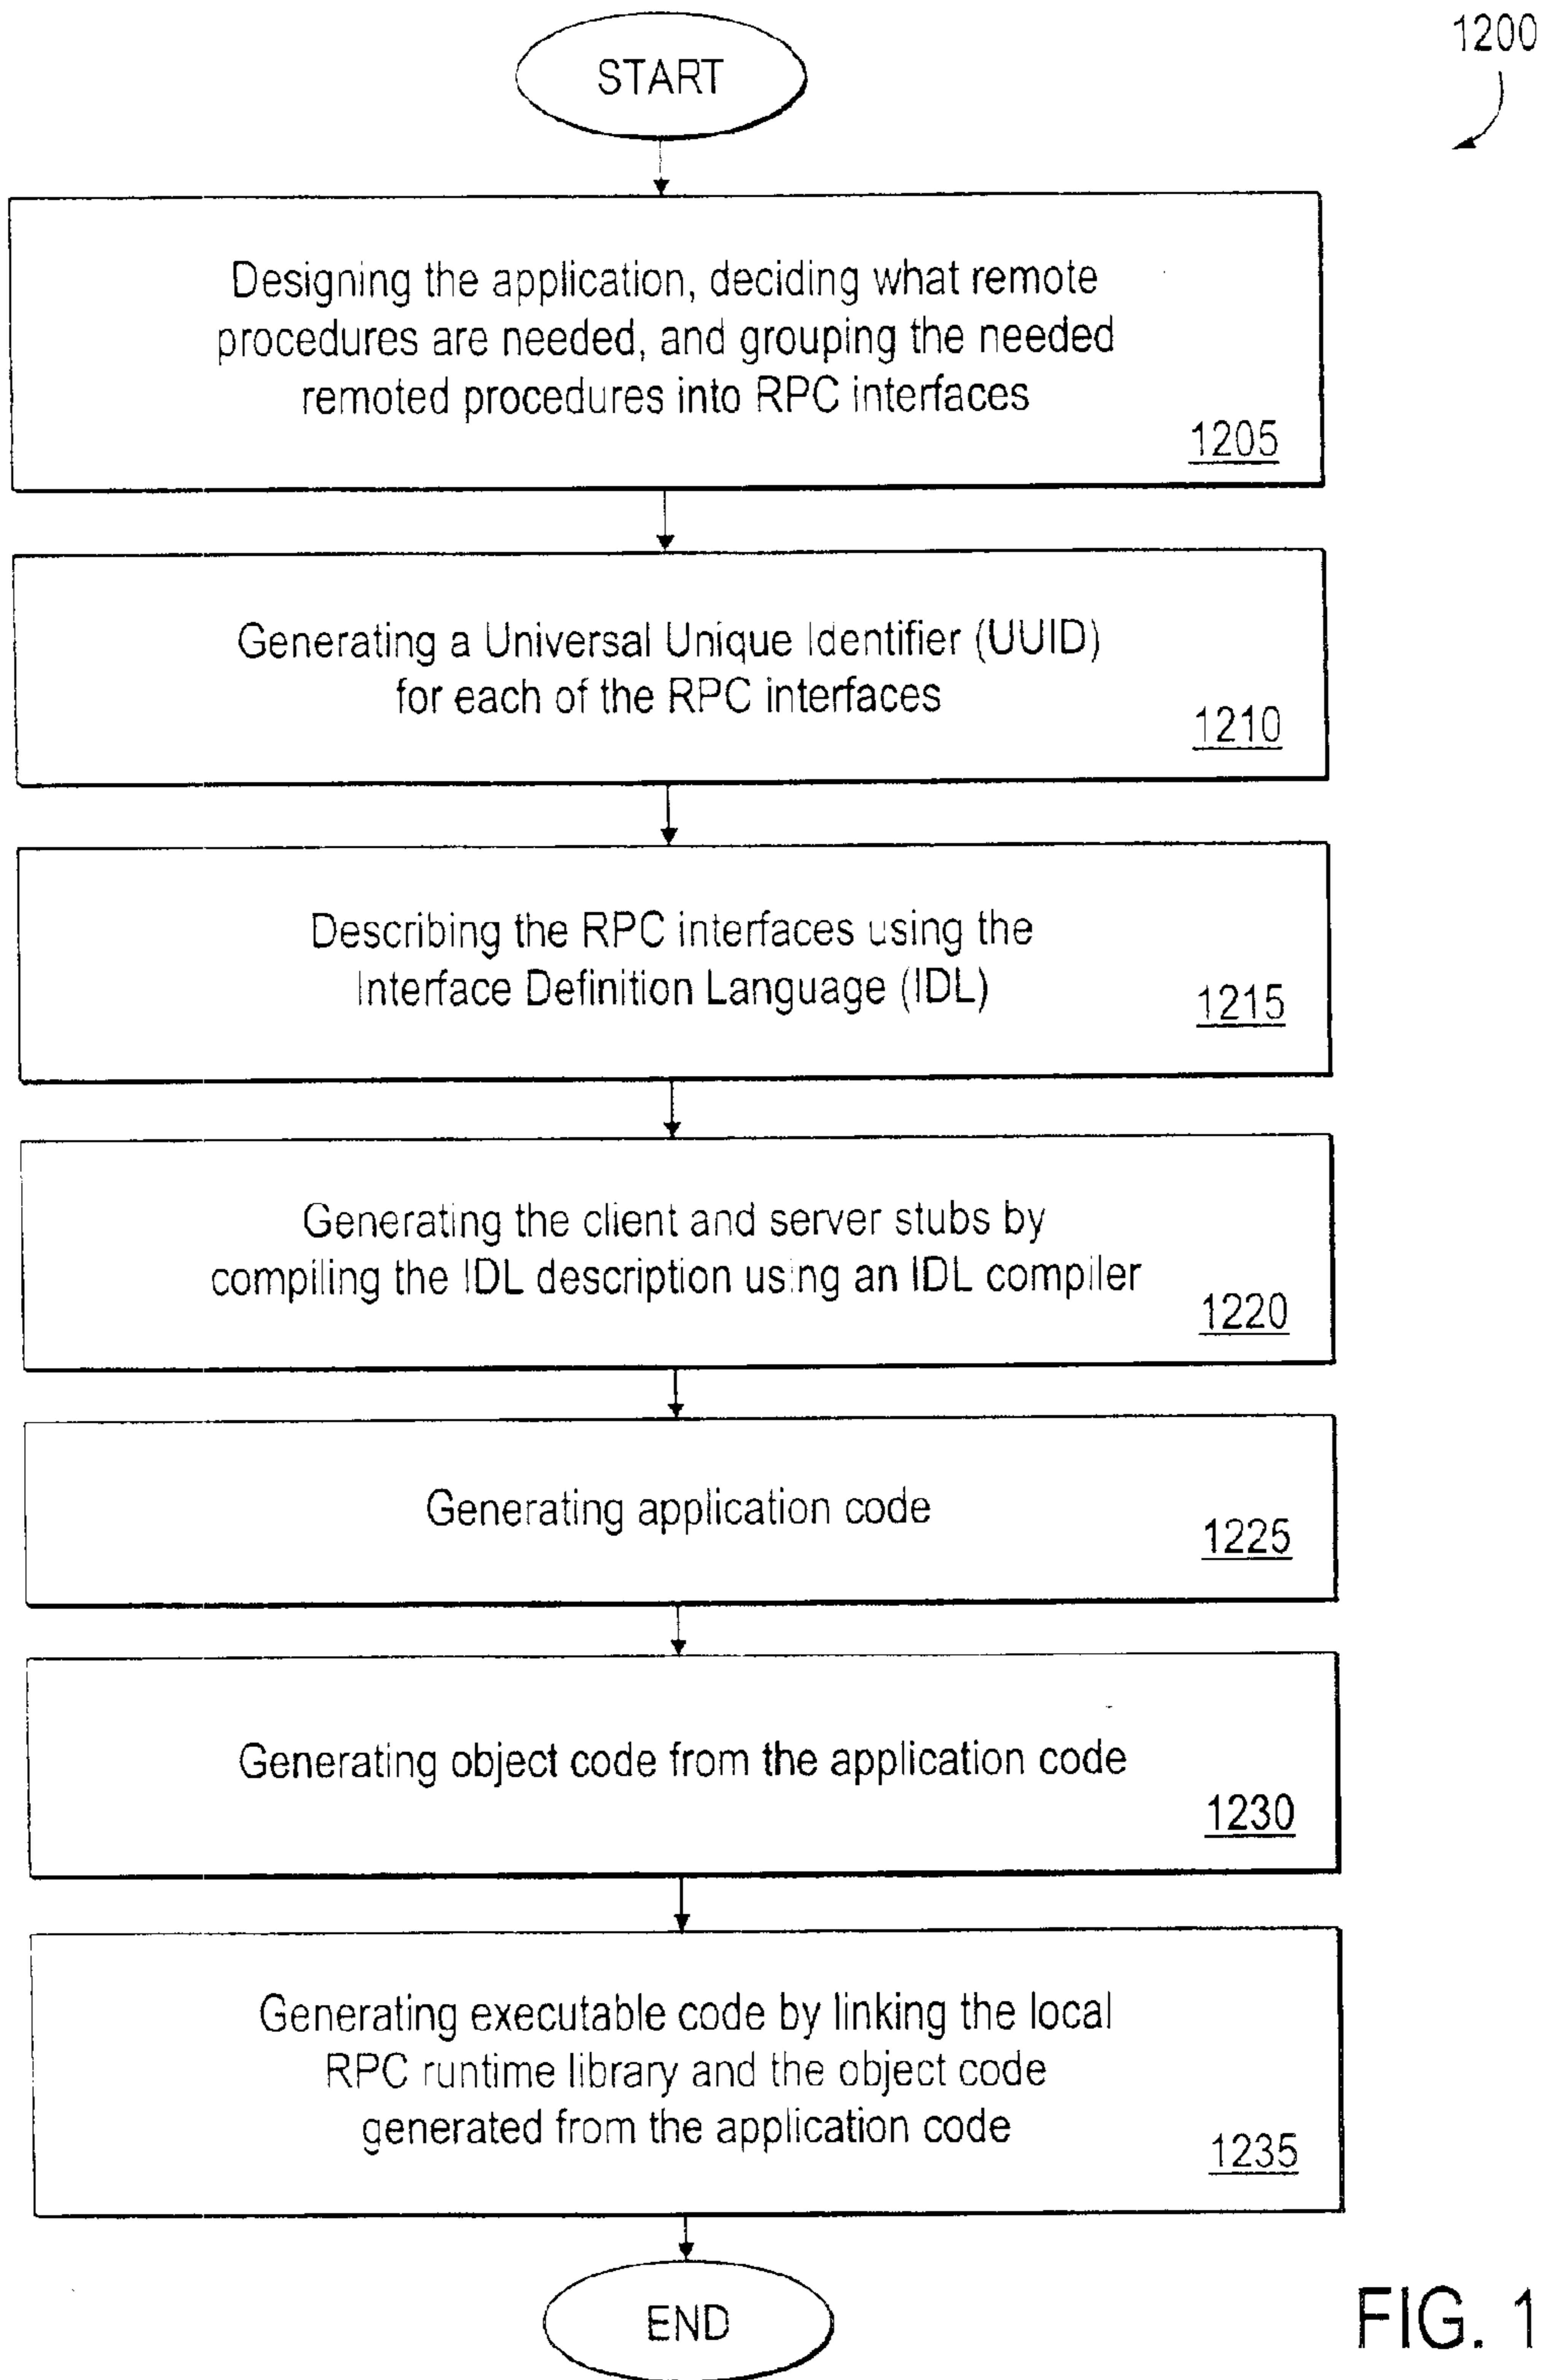 1200
START
Designing the application, deciding what remote
procedures are needed, and grouping the needed
remoted procedures into RPC interfaces
1205
Generating a Universal Unique Identifier (UUID)
for each of the RPC interfaces
1210
Describing the RPC interfaces using the
Interface Definition Language (IDL)
1215
Generating the client and server stubs by
compiling the IDL description using an IDL compiler
1220
Generating application code
1225
Generating object code from the application code
1230
Generating executable code by linking the local
RPC runtime library and the object code
generated from the application code
1235
END
FIG. 1